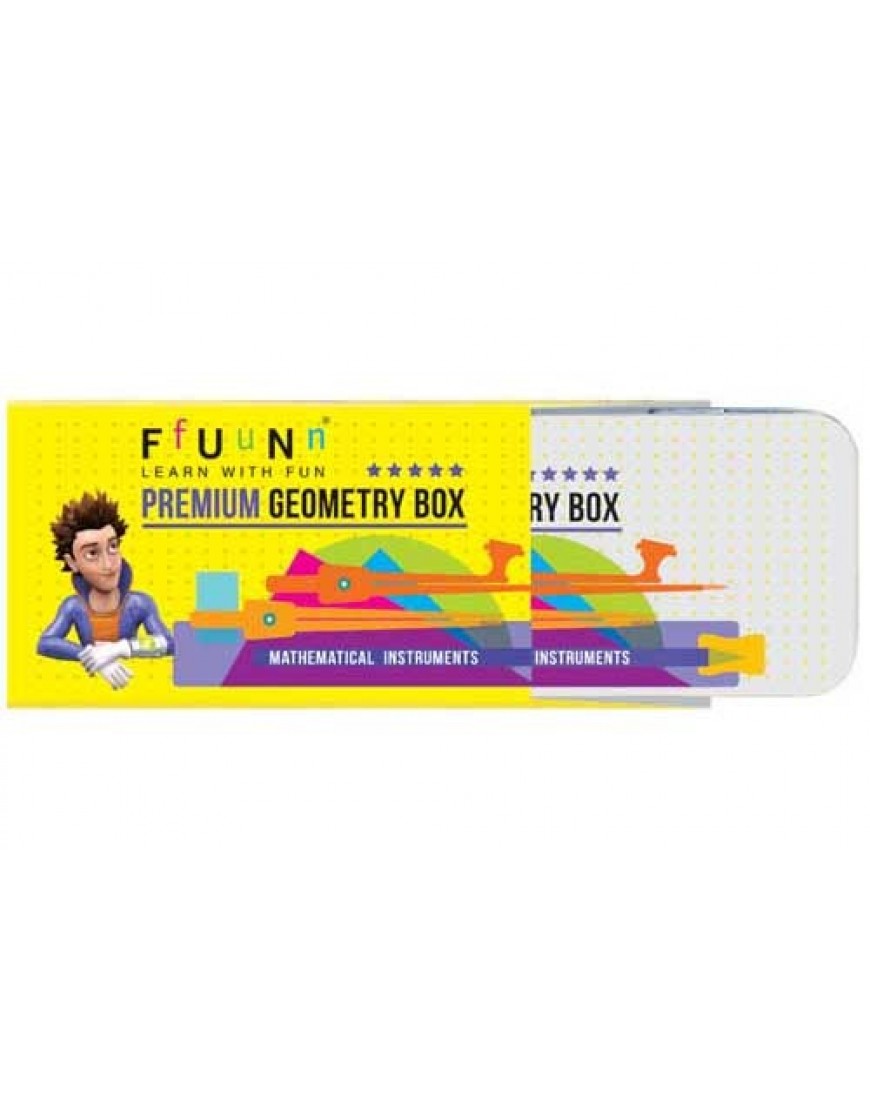 FfUuNn®
LEARN WITH FUN
★★★★★ ★★★★★
PREMIUM GEOMETRY BOX RY BOX
MATHEMATICAL INSTRUMENTS INSTRUMENTS